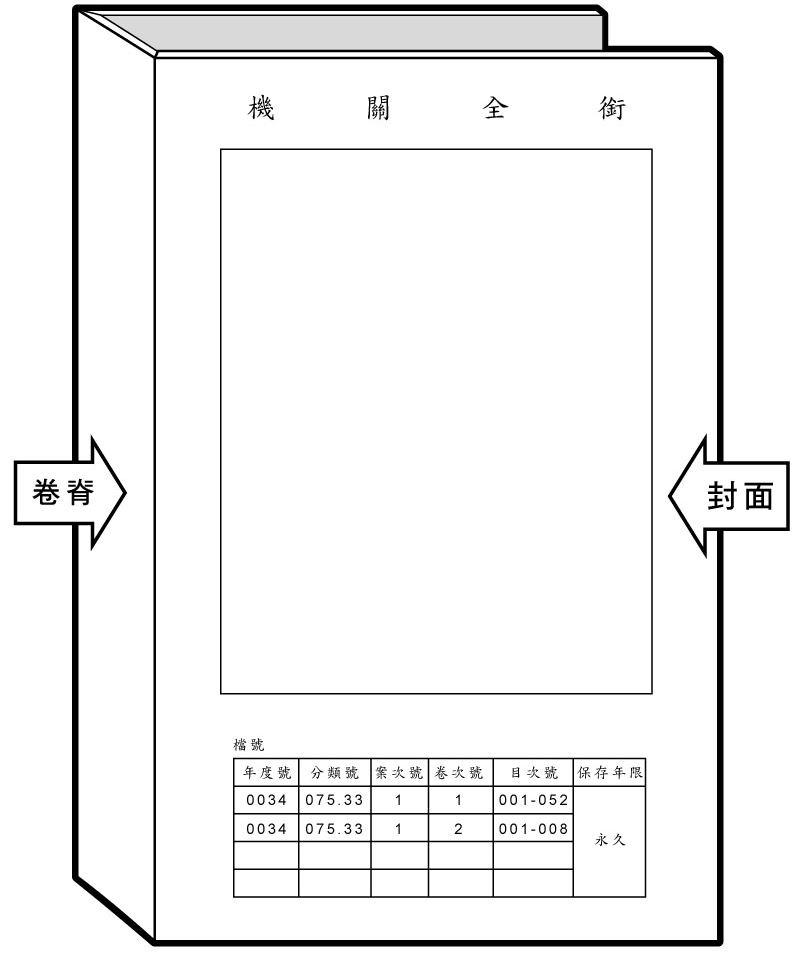 機關全銜
卷脊
封面
檔號
年度號 分類號 案次號 卷次號 目次號 保存年限
0034 075.33 1 1 001-052
0034 075.33 1 2 001-008
永久